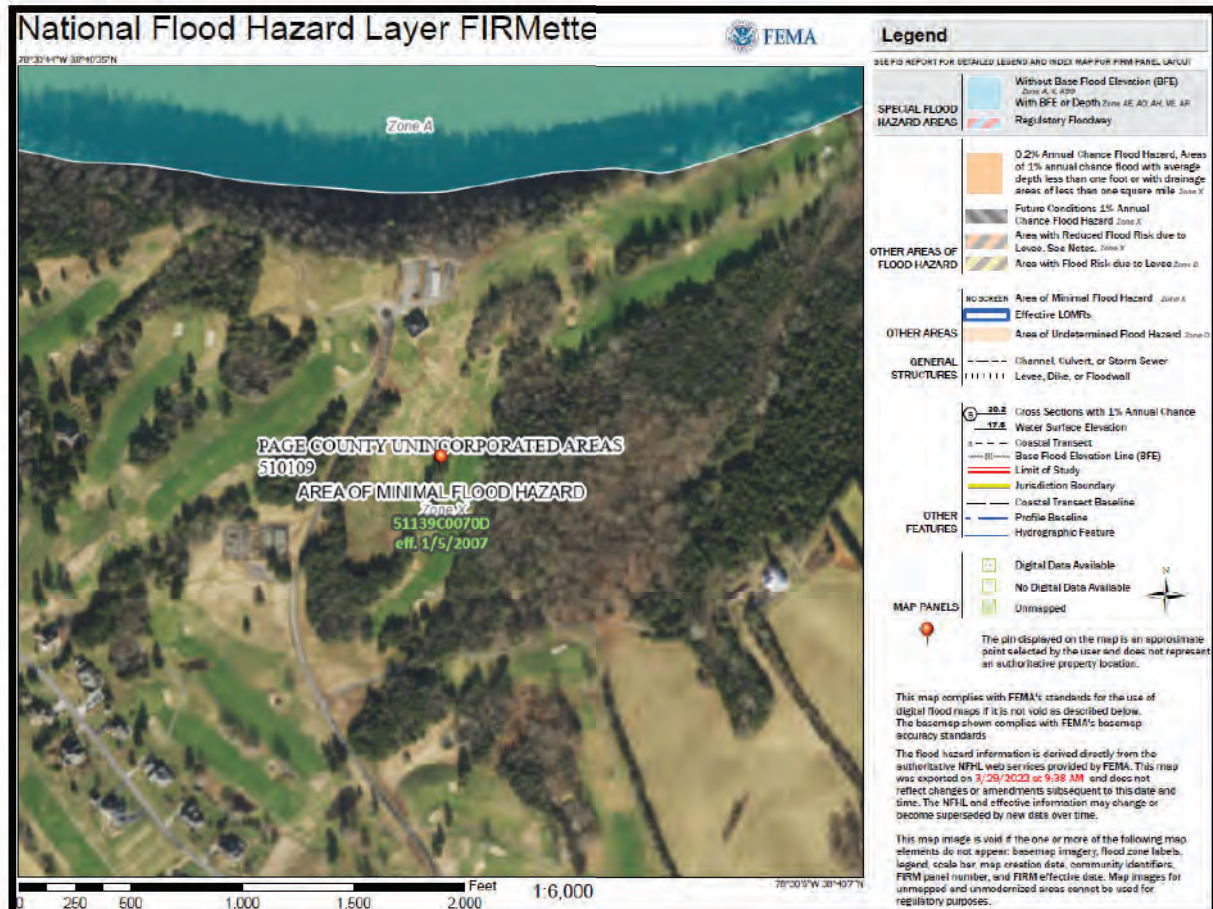 National Flood Hazard Layer FIRMette
FEMA
Legend
SEE FIS REPORT FOR DETAILED LEGEND AND INDEX MAP FOR FIRM PANEL LAYOUT
Zone A
PAGE COUNTY UNINCORPORATED AREAS
510109
AREA OF MINIMAL FLOOD HAZARD
Zone X
51139C0070D
eff. 1/5/2007
Feet
1:6,000
0 250 500 1,000 1,500 2,000
SPECIAL FLOOD
HAZARD AREAS
Without Base Flood Elevation (BFE)
Zone A, V, A99
With BFE or Depth Zone AE, AO, AH, VE, AR
Regulatory Floodway
0.2% Annual Chance Flood Hazard, Areas
of 1% annual chance flood with average
depth less than one foot or with drainage
areas of less than one square mile Zone X
Future Conditions 1% Annual
Chance Flood Hazard Zone X
Area with Reduced Flood Risk due to
Levee. See Notes. Zone X
Area with Flood Risk due to Levee Zone D
OTHER AREAS OF
FLOOD HAZARD
NO SCREEN Area of Minimal Flood Hazard Zone X
Effective LOMRs
OTHER AREAS
Area of Undetermined Flood Hazard Zone D
GENERAL
STRUCTURES
Channel, Culvert, or Storm Sewer
Levee, Dike, or Floodwall
20.2 Cross Sections with 1% Annual Chance
17.5 Water Surface Elevation
Coastal Transect
Base Flood Elevation Line (BFE)
Limit of Study
Jurisdiction Boundary
Coastal Transect Baseline
OTHER
FEATURES
Profile Baseline
Hydrographic Feature
Digital Data Available
No Digital Data Available
Unmapped
MAP PANELS
N
The pin displayed on the map is an approximate
point selected by the user and does not represent
an authoritative property location.
This map complies with FEMA's standards for the use of
digital flood maps if it is not void as described below.
The basemap shown complies with FEMA's basemap
accuracy standards
The flood hazard information is derived directly from the
authoritative NFHL web services provided by FEMA. This map
was exported on 3/29/2022 at 9:38 AM and does not
reflect changes or amendments subsequent to this date and
time. The NFHL and effective information may change or
become superseded by new data over time.
This map image is void if the one or more of the following map
elements do not appear: basemap imagery, flood zone labels,
legend, scale bar, map creation date, community identifiers,
FIRM panel number, and FIRM effective date. Map images for
unmapped and unmodernized areas cannot be used for
regulatory purposes.